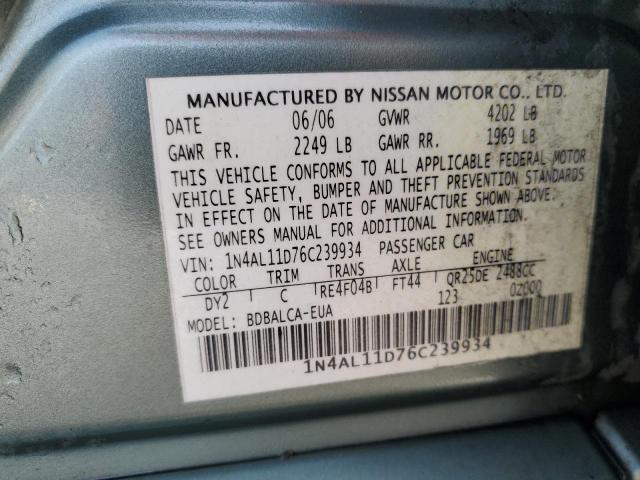 MANUFACTURED BY NISSAN MOTOR CO., LTD.
DATE 06/06 GVWR 4202 LB
GAWR FR. 2249 LB GAWR RR. 1969 LB
THIS VEHICLE CONFORMS TO ALL APPLICABLE FEDERAL MOTOR
VEHICLE SAFETY, BUMPER AND THEFT PREVENTION STANDARDS
IN EFFECT ON THE DATE OF MANUFACTURE SHOWN ABOVE.
SEE OWNERS MANUAL FOR ADDITIONAL INFORMATION.
VIN: 1N4AL11D76C239934 PASSENGER CAR
COLOR TRIM TRANS AXLE ENGINE
DY2 C RE4F04B FT44 QR25DE 2488CC
MODEL: BDBALCA-EUA 123 0Z000
1N4AL11D76C239934